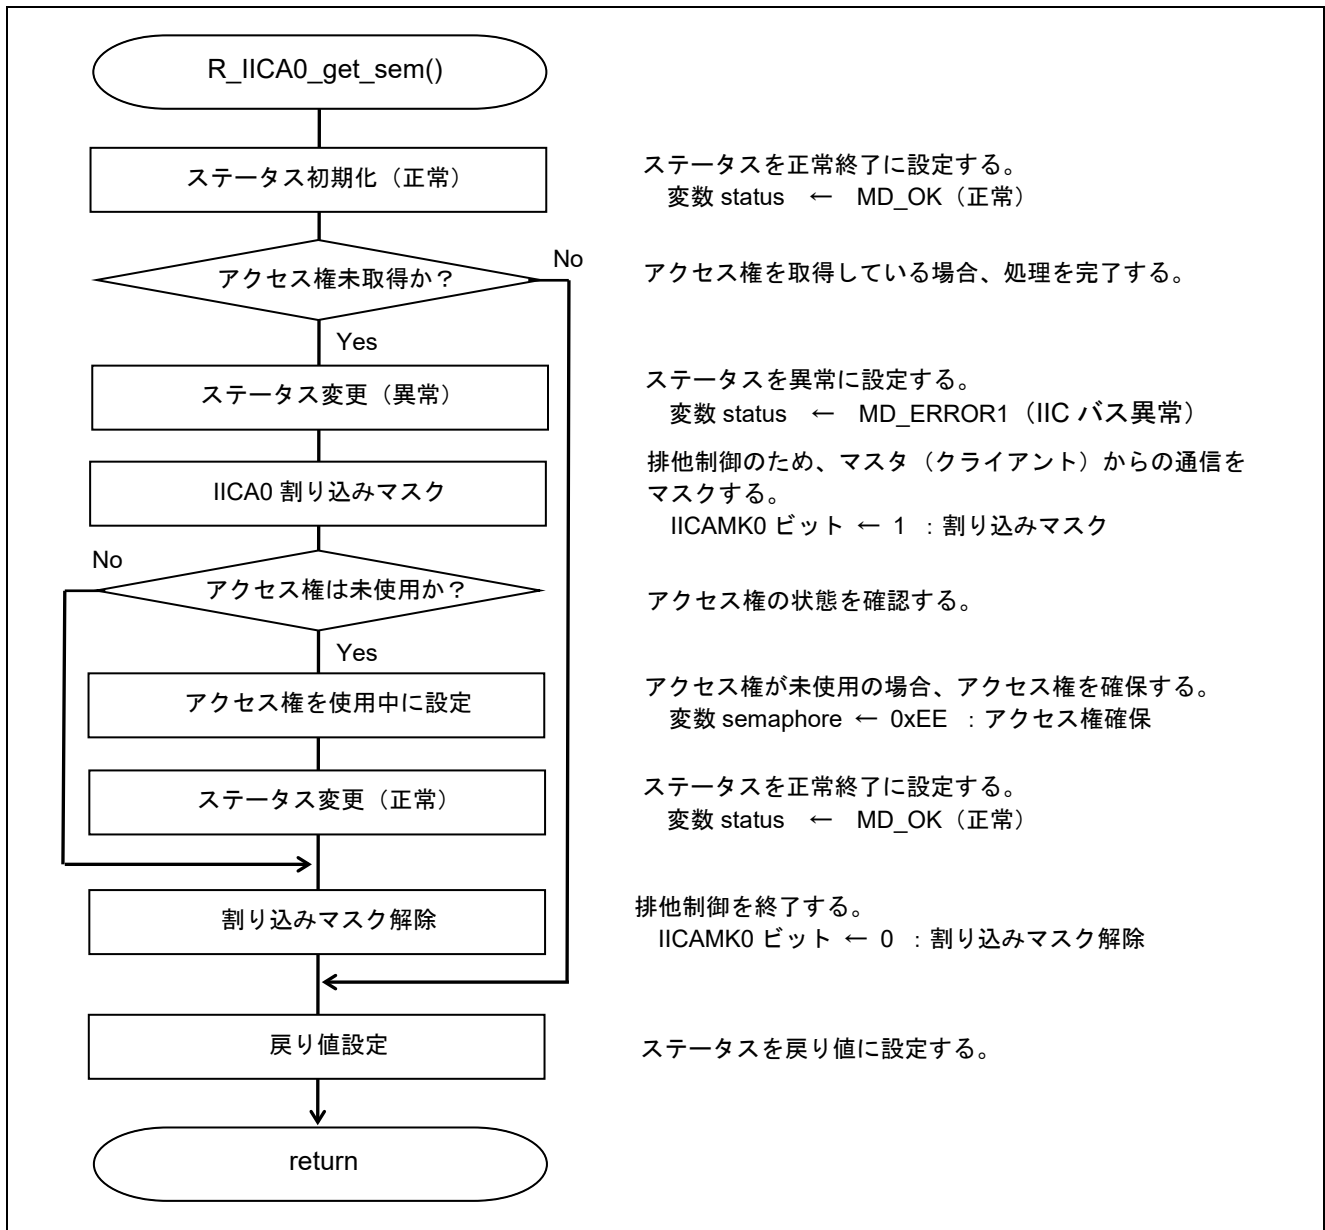 R_IICA0_get_sem()
ステータス初期化（正常）
ステータスを正常終了に設定する。
変数 status ← MD_OK（正常）
アクセス権未取得か？
No
アクセス権を取得している場合、処理を完了する。
Yes
ステータス変更（異常）
ステータスを異常に設定する。
変数 status ← MD_ERROR1（IIC バス異常）
IICA0 割り込みマスク
排他制御のため、マスタ（クライアント）からの通信を
マスクする。
IICAMK0 ビット ← 1 ：割り込みマスク
No
アクセス権は未使用か？
アクセス権の状態を確認する。
Yes
アクセス権を使用中に設定
アクセス権が未使用の場合、アクセス権を確保する。
変数 semaphore ← 0xEE ：アクセス権確保
ステータス変更（正常）
ステータスを正常終了に設定する。
変数 status ← MD_OK（正常）
割り込みマスク解除
排他制御を終了する。
IICAMK0 ビット ← 0 ：割り込みマスク解除
戻り値設定
ステータスを戻り値に設定する。
return